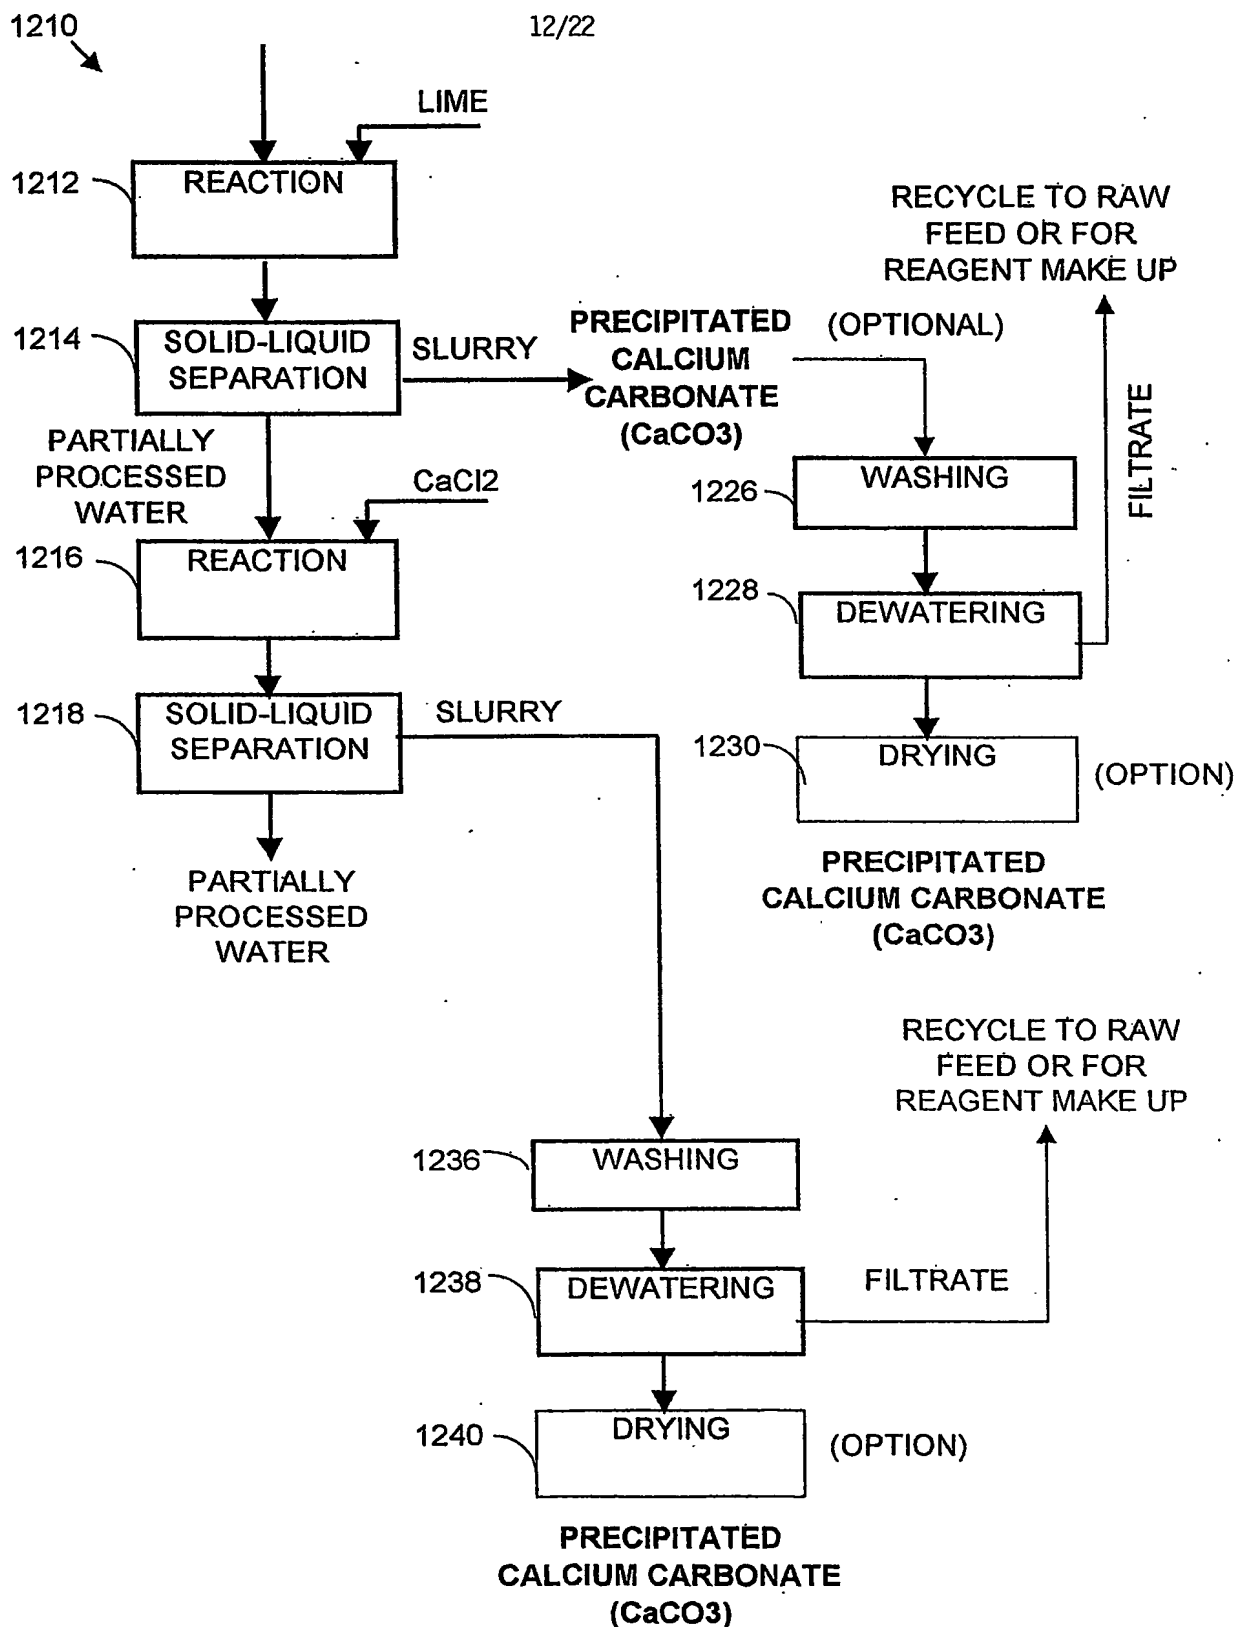 1210
12/22
LIME
1212
REACTION
RECYCLE TO RAW
FEED OR FOR
REAGENT MAKE UP
1214
SOLID-LIQUID
SEPARATION
SLURRY
PRECIPITATED
CALCIUM
CARBONATE
(CaCO3)
(OPTIONAL)
FILTRATE
PARTIALLY
PROCESSED
WATER
CaCl2
1226
WASHING
1216
REACTION
1228
DEWATERING
1218
SOLID-LIQUID
SEPARATION
SLURRY
1230
DRYING
(OPTION)
PARTIALLY
PROCESSED
WATER
PRECIPITATED
CALCIUM CARBONATE
(CaCO3)
RECYCLE TO RAW
FEED OR FOR
REAGENT MAKE UP
1236
WASHING
1238
DEWATERING
FILTRATE
1240
DRYING
(OPTION)
PRECIPITATED
CALCIUM CARBONATE
(CaCO3)